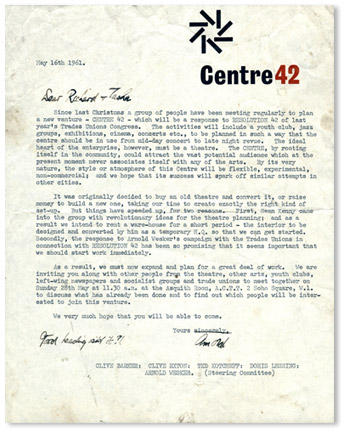 Centre42
May 16th 1961.
Dear Richard +
Since last Christmas a group of people have been meeting regularly to plan
a new venture - CENTRE 42 - which will be a response to RESOLUTION 42 of last
year's Trades Unions Congress. The activities will include a youth club, jazz
groups, exhibitions, cinema, concerts etc., to be planned in such a way that the
centre should be in use from mid-day concert to late night revue. The ideal
heart of the enterprise, however, must be a theatre. The CENTRE, by rooting
itself in the community, could attract the vast potential audience which at the
present moment never associates itself with any of the arts. By its very
nature, the style or atmosphere of this Centre will be flexible, experimental,
non-commercial; and we hope that its success will spark off similar attempts in
other cities.
It was originally decided to buy an old theatre and convert it, or raise
money to build a new one, taking our time to create exactly the right kind of
set-up. But things have speeded up, for two reasons. First, Sean Kenny came
into the group with revolutionary ideas for the theatre planning; and as a
result we intend to rent a ware-house for a short period - the interior to be
designed and converted by him as a temporary H.Q. so that we can get started.
Secondly, the response to Arnold Wesker's campaign with the Trades Unions in
connection with RESOLUTION 42 has been so promising that it seems important that
we should start work immediately.
As a result, we must now expand and plan for a great deal of work. We are
inviting you along with other people from the theatre, other arts, youth clubs,
left-wing newspapers and socialist groups and trade unions to meet together on
Sunday 28th May at 11.30 a.m. at the Asquith Room, A.C.T.T. 2 Soho Square, W.1.
to discuss what has already been done and to find out which people will be inter-
ested to join this venture.
We very much hope that you will be able to come.
Yours sincerely,
Good heading isn't it?!
CLIVE BARKER: CLIVE EXTON: TED KOTCHEFF: DORIS LESSING:
ARNOLD WESKER. (Steering Committee)